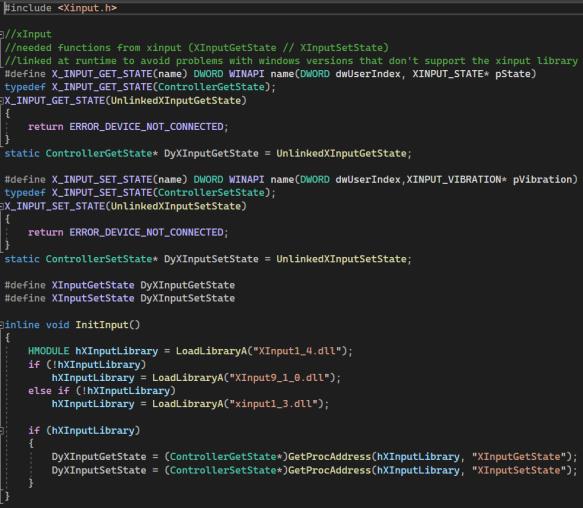 #include <Xinput.h>
//xInput
//needed functions from xinput (XInputGetState // XInputSetState)
//linked at runtime to avoid problems with windows versions that don't support the xinput library
#define X_INPUT_GET_STATE(name) DWORD WINAPI name(DWORD dwUserIndex, XINPUT_STATE* pState)
typedef X_INPUT_GET_STATE(ControllerGetState);
X_INPUT_GET_STATE(UnlinkedXInputGetState)
{
    return ERROR_DEVICE_NOT_CONNECTED;
}
static ControllerGetState* DyXInputGetState = UnlinkedXInputGetState;
#define X_INPUT_SET_STATE(name) DWORD WINAPI name(DWORD dwUserIndex,XINPUT_VIBRATION* pVibration)
typedef X_INPUT_SET_STATE(ControllerSetState);
X_INPUT_SET_STATE(UnlinkedXInputSetState)
{
    return ERROR_DEVICE_NOT_CONNECTED;
}
static ControllerSetState* DyXInputSetState = UnlinkedXInputSetState;
#define XInputGetState DyXInputGetState
#define XInputSetState DyXInputSetState
inline void InitInput()
{
    HMODULE hXInputLibrary = LoadLibraryA("XInput1_4.dll");
    if (!hXInputLibrary)
        hXInputLibrary = LoadLibraryA("XInput9_1_0.dll");
    else if (!hXInputLibrary)
        hXInputLibrary = LoadLibraryA("xinput1_3.dll");
    if (hXInputLibrary)
    {
        DyXInputGetState = (ControllerGetState*)GetProcAddress(hXInputLibrary, "XInputGetState");
        DyXInputSetState = (ControllerSetState*)GetProcAddress(hXInputLibrary, "XInputSetState");
    }
}